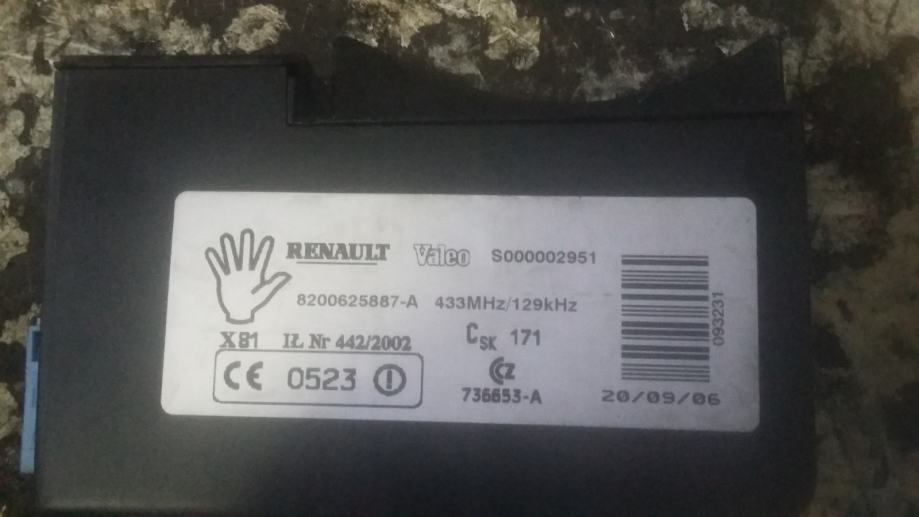 RENAULT Valeo S000002951
8200625887-A 433MHz/129kHz
X81 IL Nr 442/2002 CSK 171
CE 0523
736653-A
093231
20/09/06